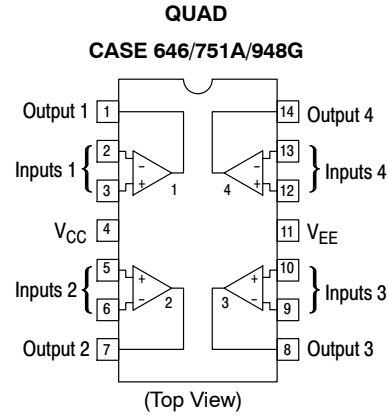 QUAD
CASE 646/751A/948G
Output 1 1 14 Output 4
2 − − 13
Inputs 1 { } Inputs 4
3 + 1 4 + 12
V_CC 4 11 V_EE
5 + + 10
Inputs 2 { } Inputs 3
6 − 2 3 − 9
Output 2 7 8 Output 3
(Top View)